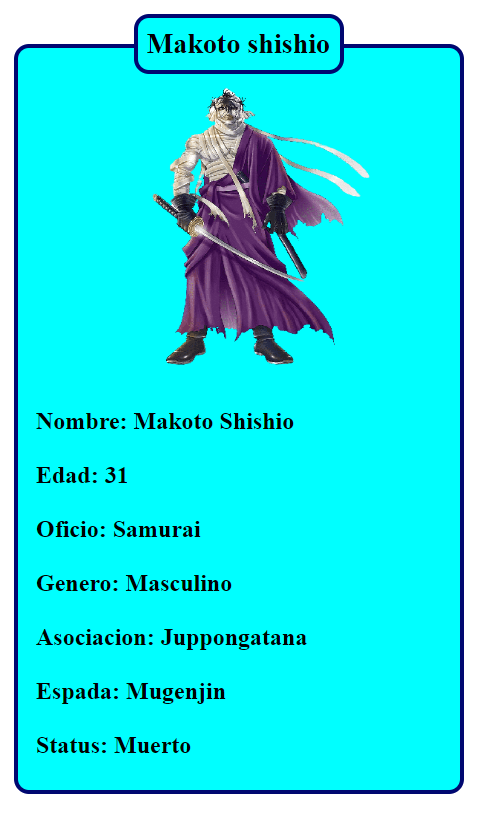 Makoto shishio
Nombre: Makoto Shishio
Edad: 31
Oficio: Samurai
Genero: Masculino
Asociacion: Juppongatana
Espada: Mugenjin
Status: Muerto